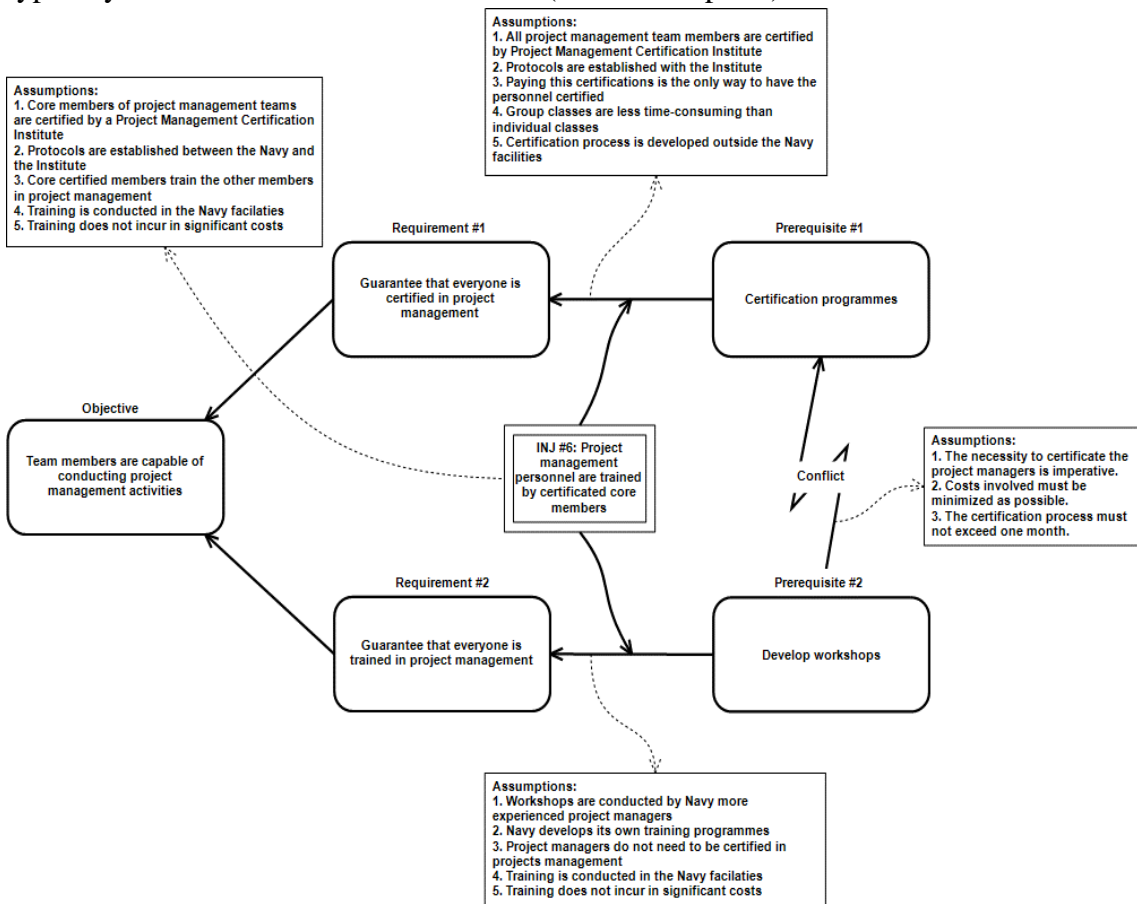 Assumptions:
1. All project management team members are certified
by Project Management Certification Institute
2. Protocols are established with the Institute
3. Paying this certifications is the only way to have the
personnel certified
4. Group classes are less time-consuming than
individual classes
5. Certification process is developed outside the Navy
facilities
Assumptions:
1. Core members of project management teams
are certified by a Project Management Certification
Institute
2. Protocols are established between the Navy and
the Institute
3. Core certified members train the other members
in project management
4. Training is conducted in the Navy facilaties
5. Training does not incur in significant costs
Requirement #1
Guarantee that everyone is
certified in project
management
Prerequisite #1
Certification programmes
Objective
Team members are capable of
conducting project
management activities
INJ #6: Project
management
personnel are trained
by certificated core
members
Conflict
Assumptions:
1. The necessity to certificate the
project managers is imperative.
2. Costs involved must be
minimized as possible.
3. The certification process must
not exceed one month.
Requirement #2
Guarantee that everyone is
trained in project management
Prerequisite #2
Develop workshops
Assumptions:
1. Workshops are conducted by Navy more
experienced project managers
2. Navy develops its own training programmes
3. Project managers do not need to be certified in
projects management
4. Training is conducted in the Navy facilaties
5. Training does not incur in significant costs